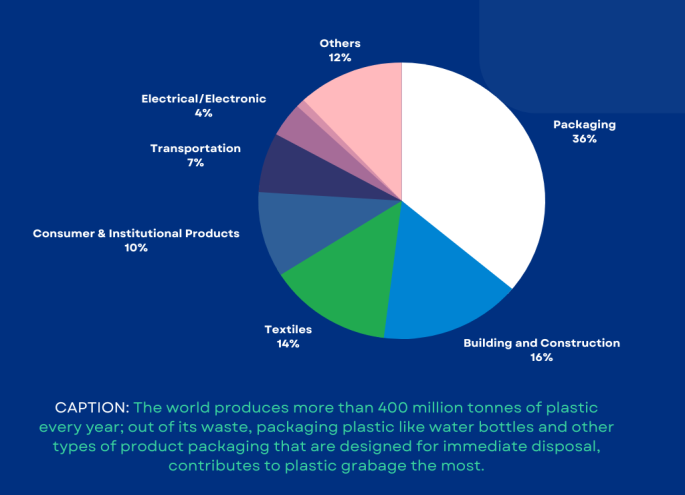 Others
12%
Electrical/Electronic
4%
Packaging
36%
Transportation
7%
Consumer & Institutional Products
10%
Textiles
14%
Building and Construction
16%
CAPTION: The world produces more than 400 million tonnes of plastic
every year; out of its waste, packaging plastic like water bottles and other
types of product packaging that are designed for immediate disposal,
contributes to plastic grabage the most.